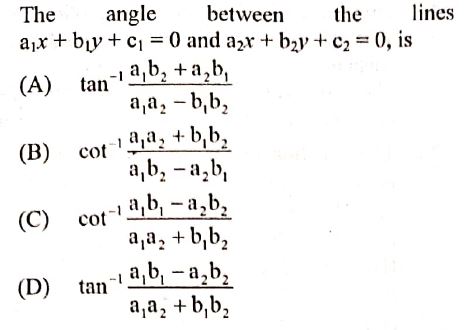 The angle between the lines
a₁x + b₁y + c₁ = 0 and a₂x + b₂y + c₂ = 0, is
(A) tan⁻¹ (a₁b₂ + a₂b₁) / (a₁a₂ − b₁b₂)
(B) cot⁻¹ (a₁a₂ + b₁b₂) / (a₁b₂ − a₂b₁)
(C) cot⁻¹ (a₁b₁ − a₂b₂) / (a₁a₂ + b₁b₂)
(D) tan⁻¹ (a₁b₁ − a₂b₂) / (a₁a₂ + b₁b₂)